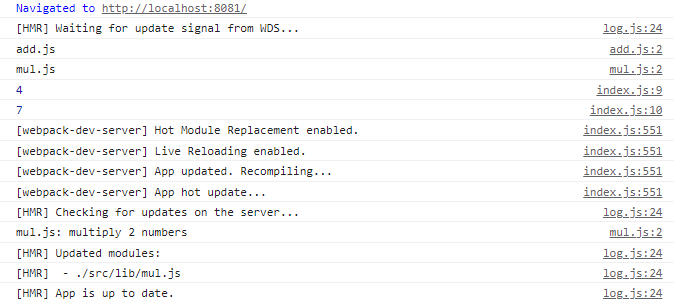 Navigated to http://localhost:8081/
[HMR] Waiting for update signal from WDS... log.js:24
add.js add.js:2
mul.js mul.js:2
4 index.js:9
7 index.js:10
[webpack-dev-server] Hot Module Replacement enabled. index.js:551
[webpack-dev-server] Live Reloading enabled. index.js:551
[webpack-dev-server] App updated. Recompiling... index.js:551
[webpack-dev-server] App hot update... index.js:551
[HMR] Checking for updates on the server... log.js:24
mul.js: multiply 2 numbers mul.js:2
[HMR] Updated modules: log.js:24
[HMR]  - ./src/lib/mul.js log.js:24
[HMR] App is up to date. log.js:24